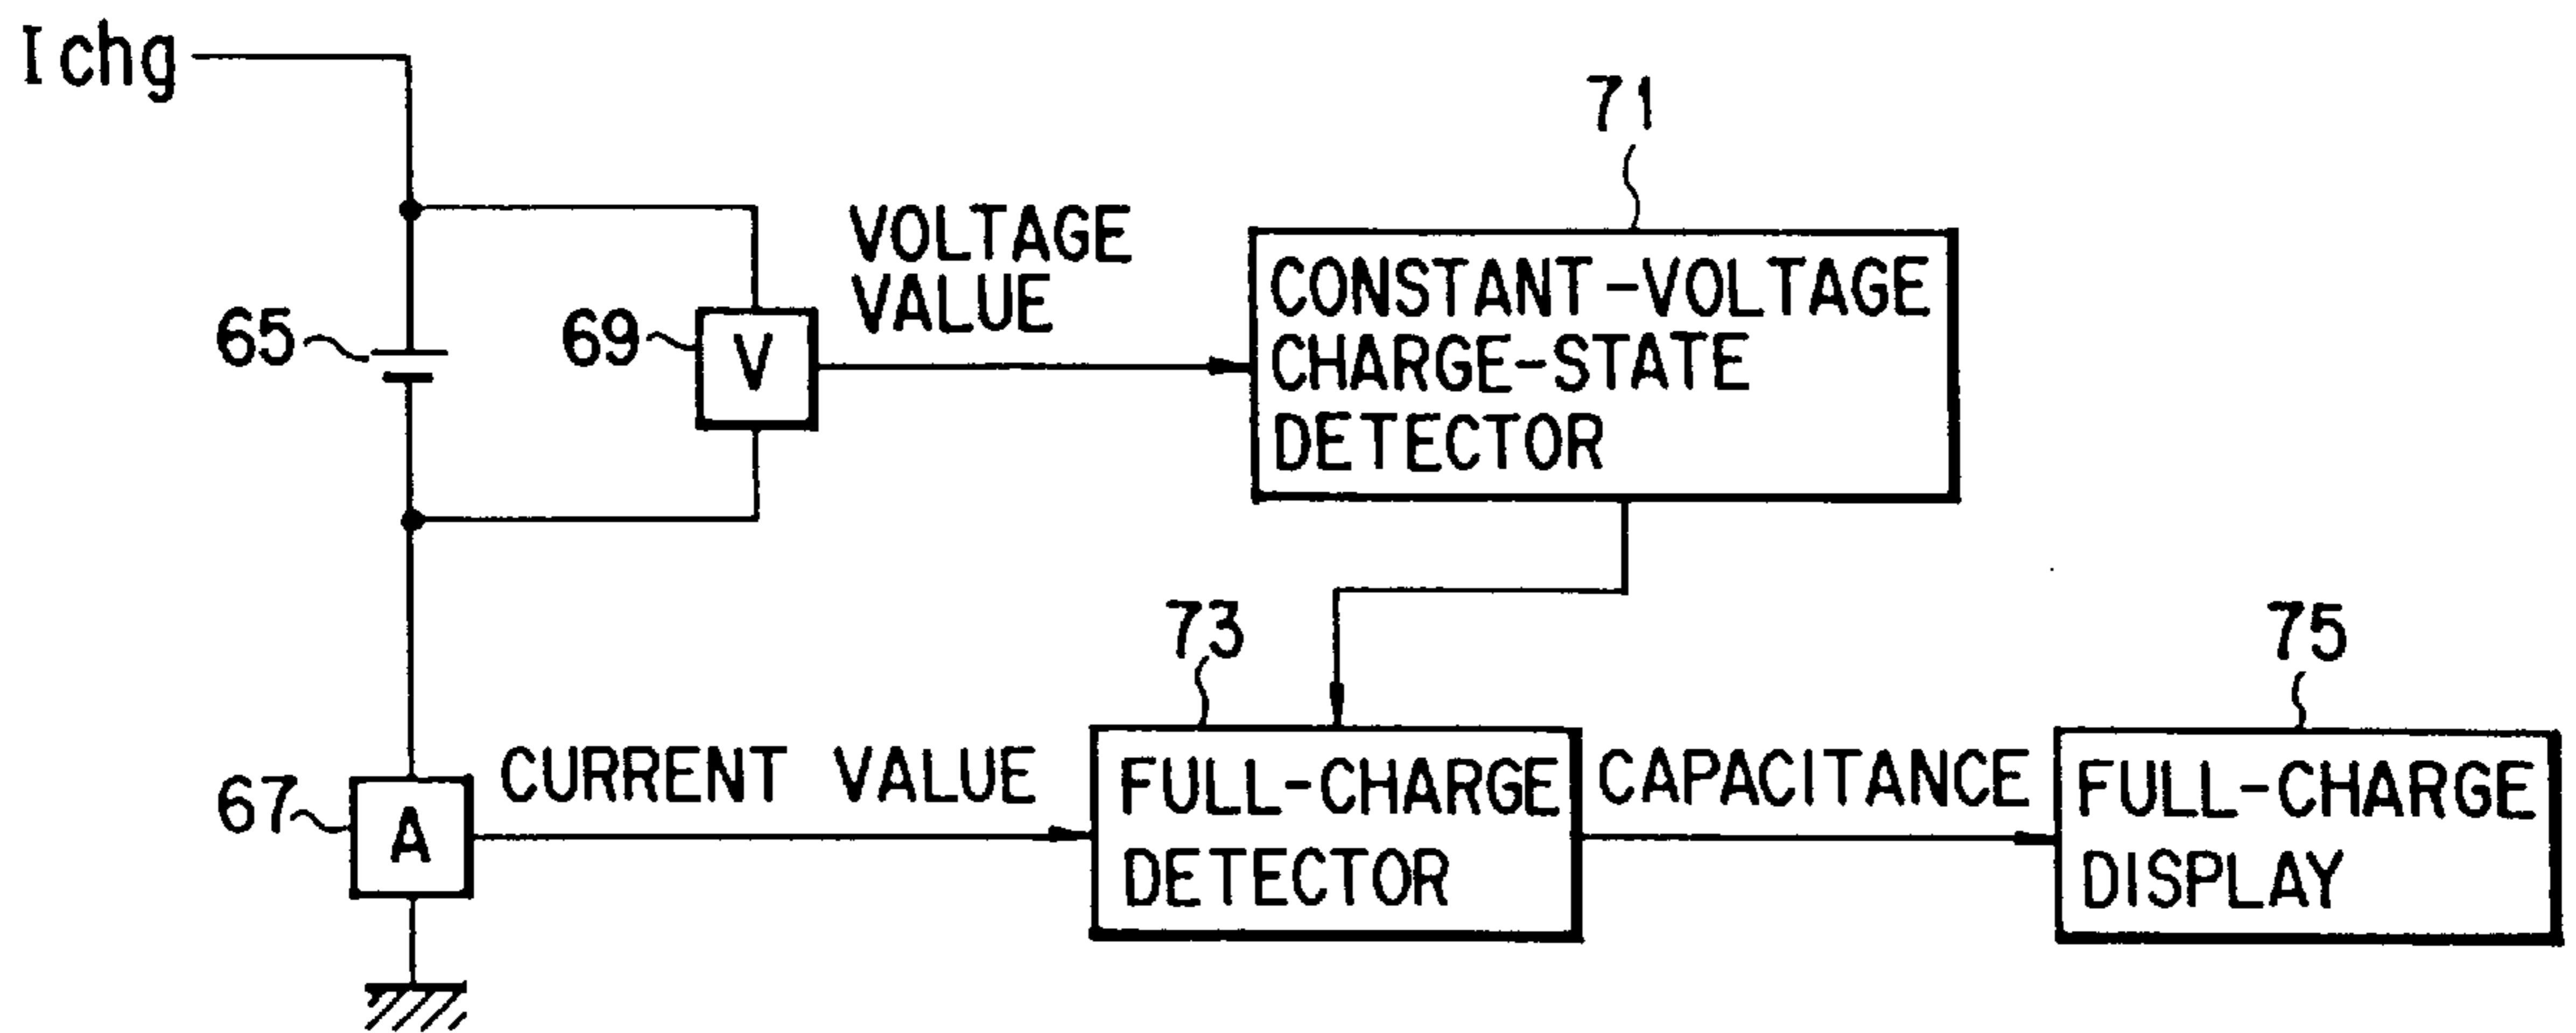 Ichg
71
VOLTAGE
VALUE
CONSTANT-VOLTAGE
CHARGE-STATE
DETECTOR
65
69
V
73
75
67
A
CURRENT VALUE
FULL-CHARGE
DETECTOR
CAPACITANCE
FULL-CHARGE
DISPLAY